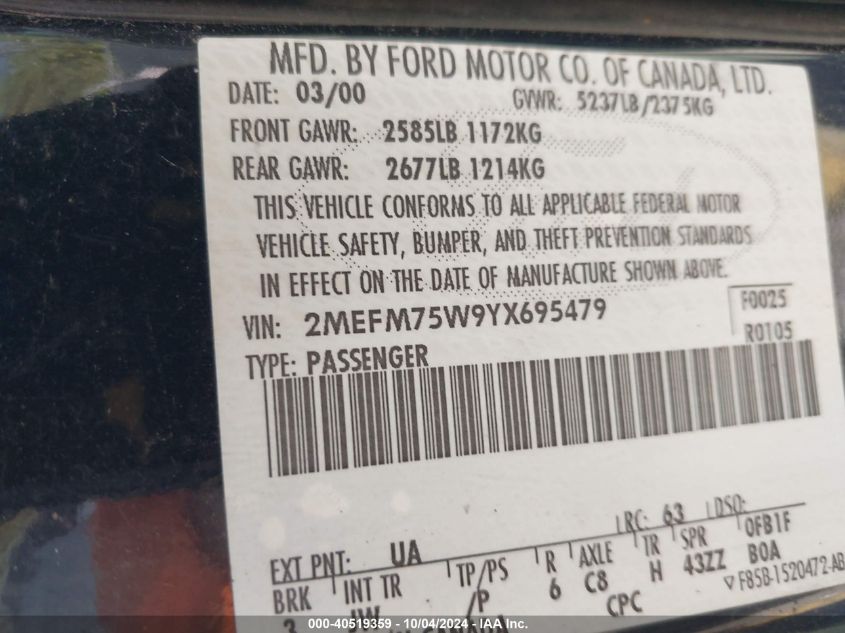 MFD. BY FORD MOTOR CO. OF CANADA, LTD.
DATE: 03/00 GVWR: 5237LB/2375KG
FRONT GAWR: 2585LB 1172KG
REAR GAWR: 2677LB 1214KG
THIS VEHICLE CONFORMS TO ALL APPLICABLE FEDERAL MOTOR
VEHICLE SAFETY, BUMPER, AND THEFT PREVENTION STANDARDS
IN EFFECT ON THE DATE OF MANUFACTURE SHOWN ABOVE.
VIN: 2MEFM75W9YX695479 F0025
TYPE: PASSENGER R0105
RC: 63 DSO:
EXT PNT: UA 0FB1F
BRK INT TR TP/PS R AXLE TR SPR B0A
3 JW P 6 C8 H 43ZZ
CANADA CPC ▽F85B-1520472-AB
000-40519359 - 10/04/2024 - IAA Inc.